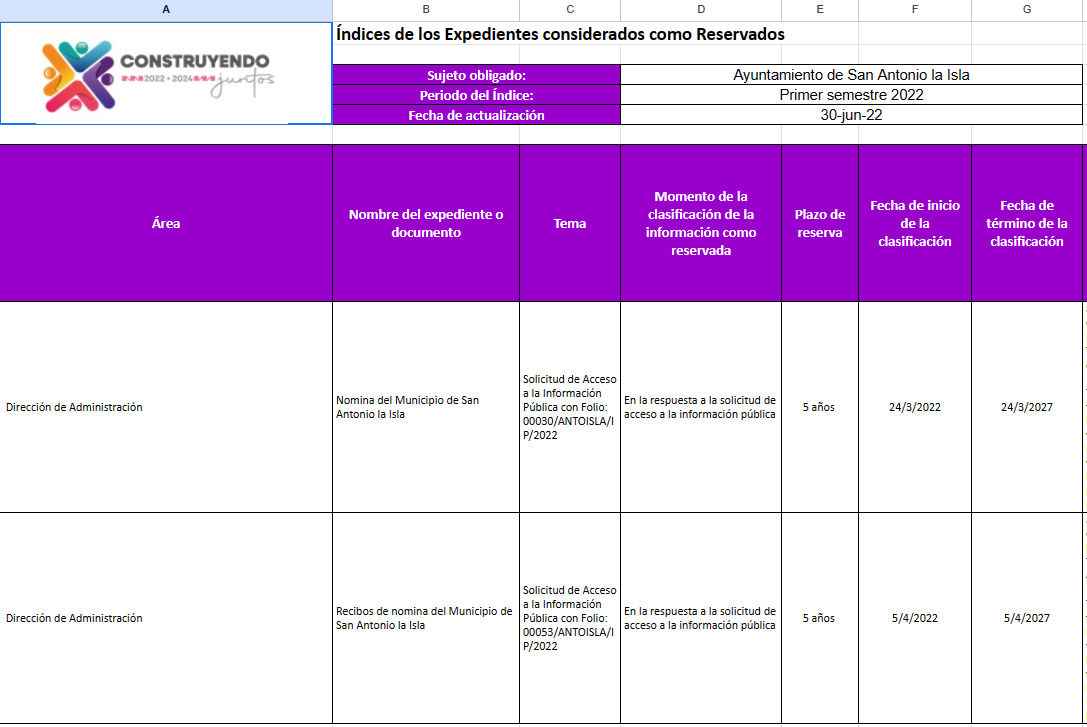 A B C D E F G
CONSTRUYENDO
2022 • 2024
juntos
Índices de los Expedientes considerados como Reservados
Sujeto obligado: Ayuntamiento de San Antonio la Isla
Periodo del Índice: Primer semestre 2022
Fecha de actualización 30-jun-22
Área
Nombre del expediente o
documento
Tema
Momento de la
clasificación de la
información como
reservada
Plazo de
reserva
Fecha de inicio
de la
clasificación
Fecha de
término de la
clasificación
Dirección de Administración
Nomina del Municipio de San
Antonio la Isla
Solicitud de Acceso
a la Información
Pública con Folio:
00030/ANTOISLA/I
P/2022
En la respuesta a la solicitud de
acceso a la información pública
5 años
24/3/2022
24/3/2027
Dirección de Administración
Recibos de nomina del Municipio de
San Antonio la Isla
Solicitud de Acceso
a la Información
Pública con Folio:
00053/ANTOISLA/I
P/2022
En la respuesta a la solicitud de
acceso a la información pública
5 años
5/4/2022
5/4/2027